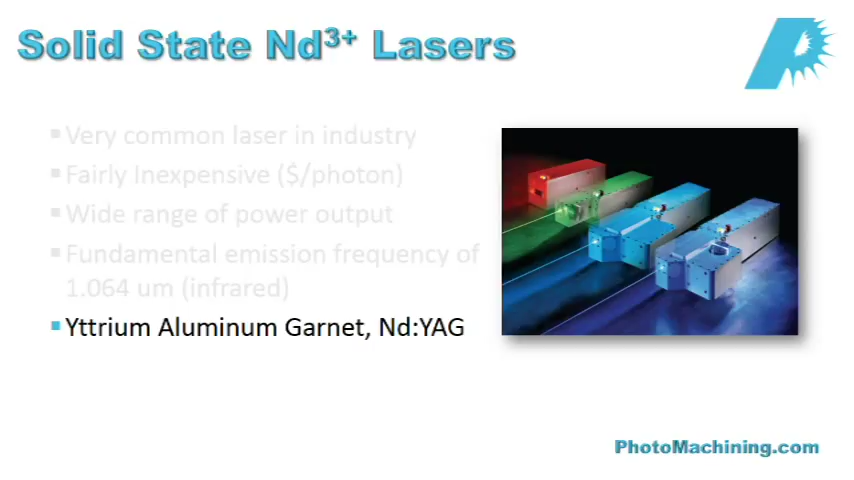 Solid State Nd³⁺ Lasers
▪ Very common laser in industry
▪ Fairly Inexpensive ($/photon)
▪ Wide range of power output
▪ Fundamental emission frequency of
1.064 um (infrared)
▪ Yttrium Aluminum Garnet, Nd:YAG
PhotoMachining.com